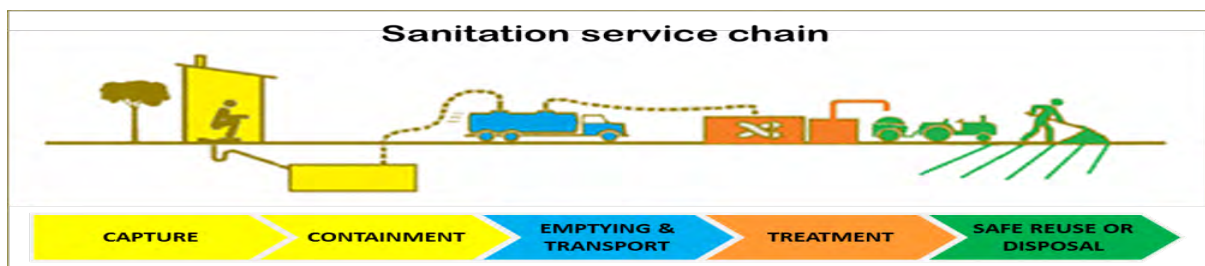 Sanitation service chain
CAPTURE
CONTAINMENT
EMPTYING &
TRANSPORT
TREATMENT
SAFE REUSE OR
DISPOSAL